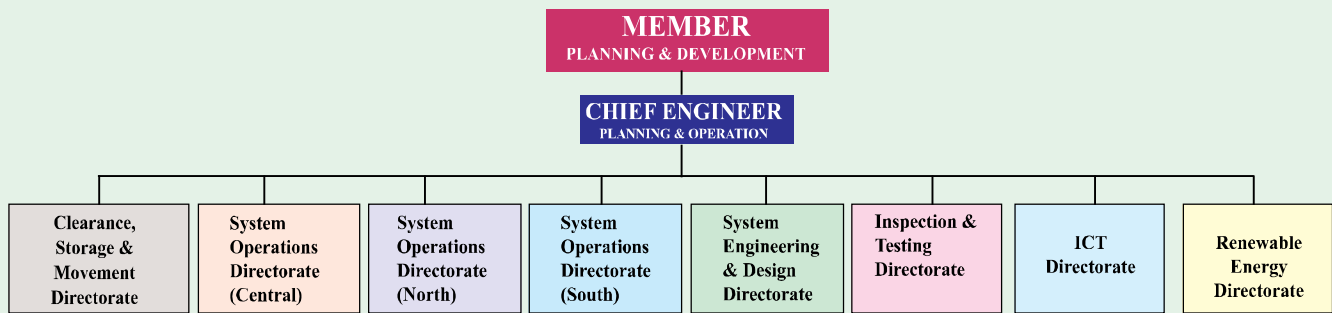 MEMBER
PLANNING & DEVELOPMENT
CHIEF ENGINEER
PLANNING & OPERATION
Clearance,
Storage &
Movement
Directorate
System
Operations
Directorate
(Central)
System
Operations
Directorate
(North)
System
Operations
Directorate
(South)
System
Engineering
& Design
Directorate
Inspection &
Testing
Directorate
ICT
Directorate
Renewable
Energy
Directorate